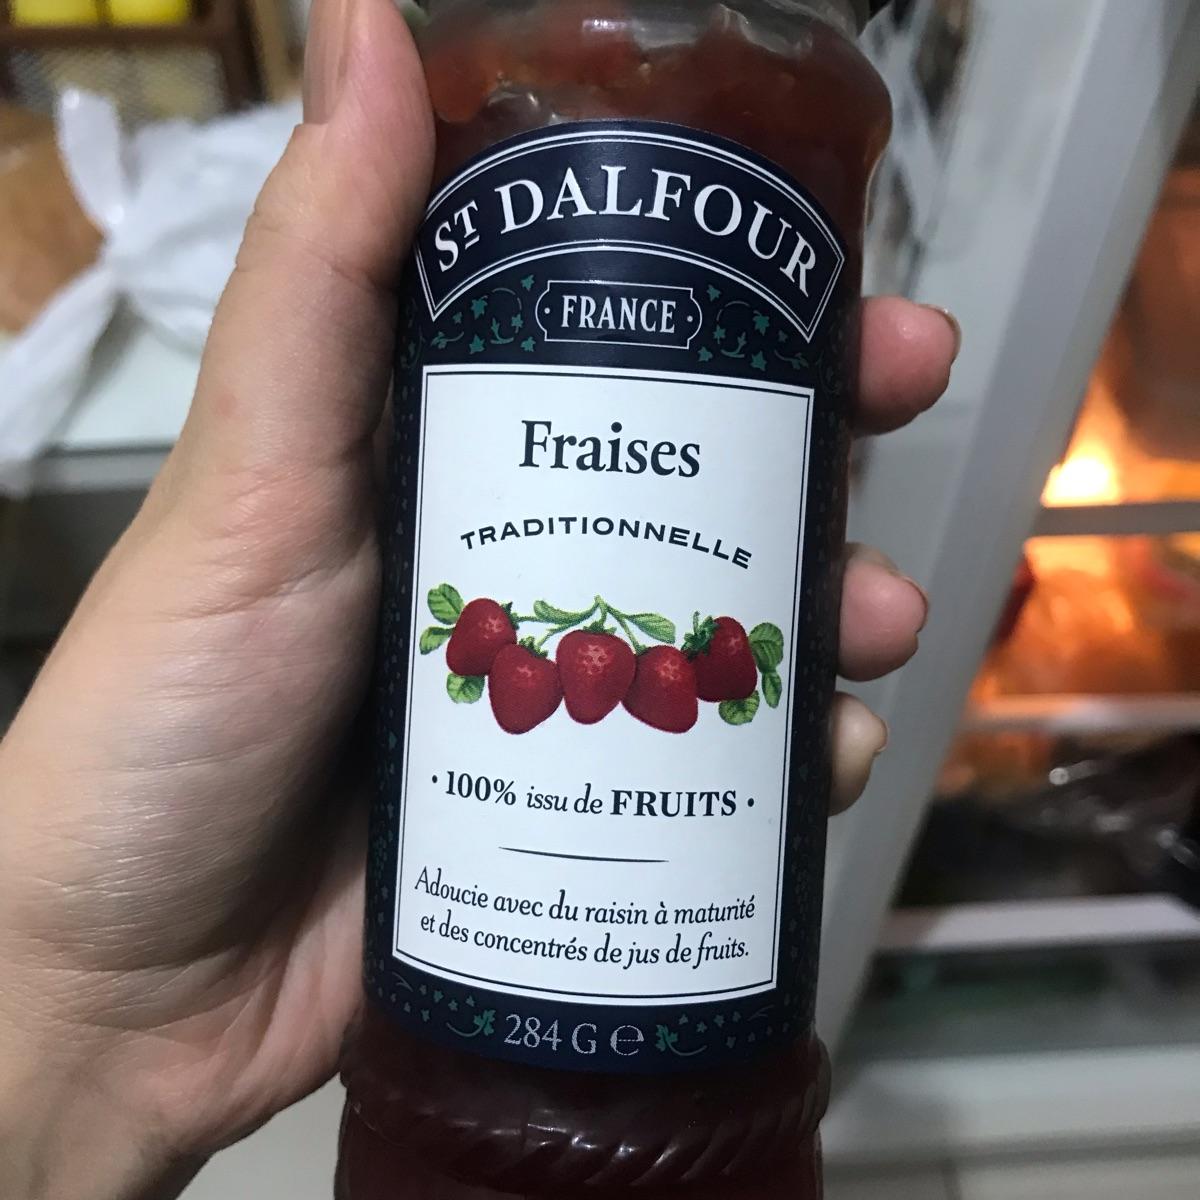 ST DALFOUR
· FRANCE ·
Fraises
TRADITIONNELLE
· 100% issu de FRUITS ·
Adoucie avec du raisin à maturité
et des concentrés de jus de fruits.
284 G ℮